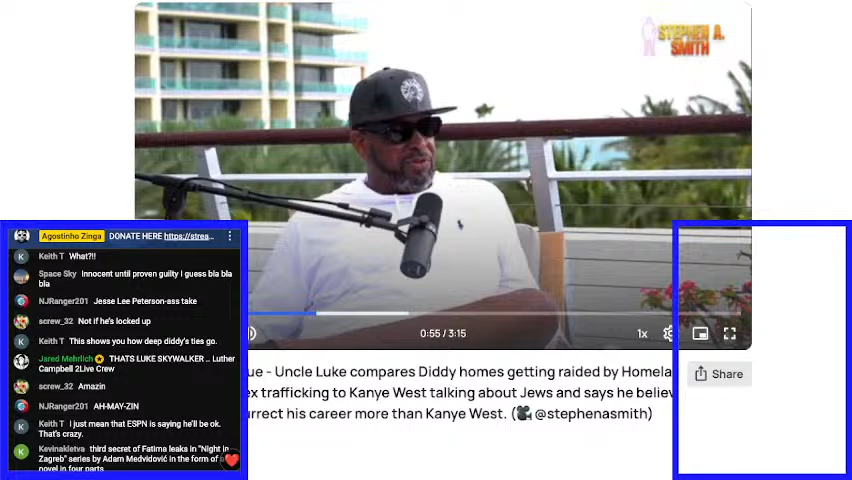 STEPHEN A.
SMITH
Agostinho Zinga DONATE HERE https://strea...
Keith T What?!!
Space Sky Innocent until proven guilty I guess bla bla
bla
NJRanger201 Jesse Lee Peterson-ass take
screw_32 Not if he's locked up
Keith T This shows you how deep diddy's ties go.
Jared Mehrlich THATS LUKE SKYWALKER .. Luther
Campbell 2Live Crew
screw_32 Amazin
NJRanger201 AH-MAY-ZIN
Keith T I just mean that ESPN is saying he'll be ok.
That's crazy.
Kevinakletva third secret of Fatima leaks in "Night in
Zagreb" series by Adam Medvidović in the form of a
novel in four parts
0:55 / 3:15
1x
ue - Uncle Luke compares Diddy homes getting raided by Homela
ex trafficking to Kanye West talking about Jews and says he believ
urrect his career more than Kanye West. (@stephenasmith)
Share